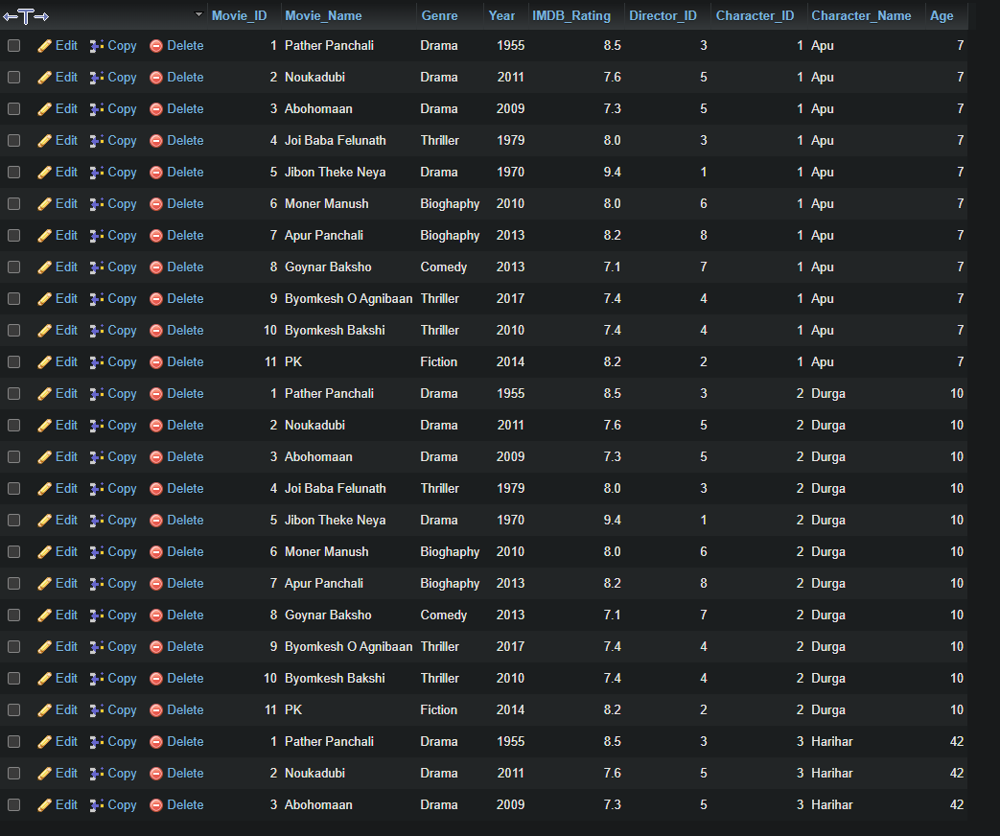 Movie_ID Movie_Name Genre Year IMDB_Rating Director_ID Character_ID Character_Name Age
Edit Copy Delete 1 Pather Panchali Drama 1955 8.5 3 1 Apu 7
Edit Copy Delete 2 Noukadubi Drama 2011 7.6 5 1 Apu 7
Edit Copy Delete 3 Abohomaan Drama 2009 7.3 5 1 Apu 7
Edit Copy Delete 4 Joi Baba Felunath Thriller 1979 8.0 3 1 Apu 7
Edit Copy Delete 5 Jibon Theke Neya Drama 1970 9.4 1 1 Apu 7
Edit Copy Delete 6 Moner Manush Bioghaphy 2010 8.0 6 1 Apu 7
Edit Copy Delete 7 Apur Panchali Bioghaphy 2013 8.2 8 1 Apu 7
Edit Copy Delete 8 Goynar Baksho Comedy 2013 7.1 7 1 Apu 7
Edit Copy Delete 9 Byomkesh O Agnibaan Thriller 2017 7.4 4 1 Apu 7
Edit Copy Delete 10 Byomkesh Bakshi Thriller 2010 7.4 4 1 Apu 7
Edit Copy Delete 11 PK Fiction 2014 8.2 2 1 Apu 7
Edit Copy Delete 1 Pather Panchali Drama 1955 8.5 3 2 Durga 10
Edit Copy Delete 2 Noukadubi Drama 2011 7.6 5 2 Durga 10
Edit Copy Delete 3 Abohomaan Drama 2009 7.3 5 2 Durga 10
Edit Copy Delete 4 Joi Baba Felunath Thriller 1979 8.0 3 2 Durga 10
Edit Copy Delete 5 Jibon Theke Neya Drama 1970 9.4 1 2 Durga 10
Edit Copy Delete 6 Moner Manush Bioghaphy 2010 8.0 6 2 Durga 10
Edit Copy Delete 7 Apur Panchali Bioghaphy 2013 8.2 8 2 Durga 10
Edit Copy Delete 8 Goynar Baksho Comedy 2013 7.1 7 2 Durga 10
Edit Copy Delete 9 Byomkesh O Agnibaan Thriller 2017 7.4 4 2 Durga 10
Edit Copy Delete 10 Byomkesh Bakshi Thriller 2010 7.4 4 2 Durga 10
Edit Copy Delete 11 PK Fiction 2014 8.2 2 2 Durga 10
Edit Copy Delete 1 Pather Panchali Drama 1955 8.5 3 3 Harihar 42
Edit Copy Delete 2 Noukadubi Drama 2011 7.6 5 3 Harihar 42
Edit Copy Delete 3 Abohomaan Drama 2009 7.3 5 3 Harihar 42